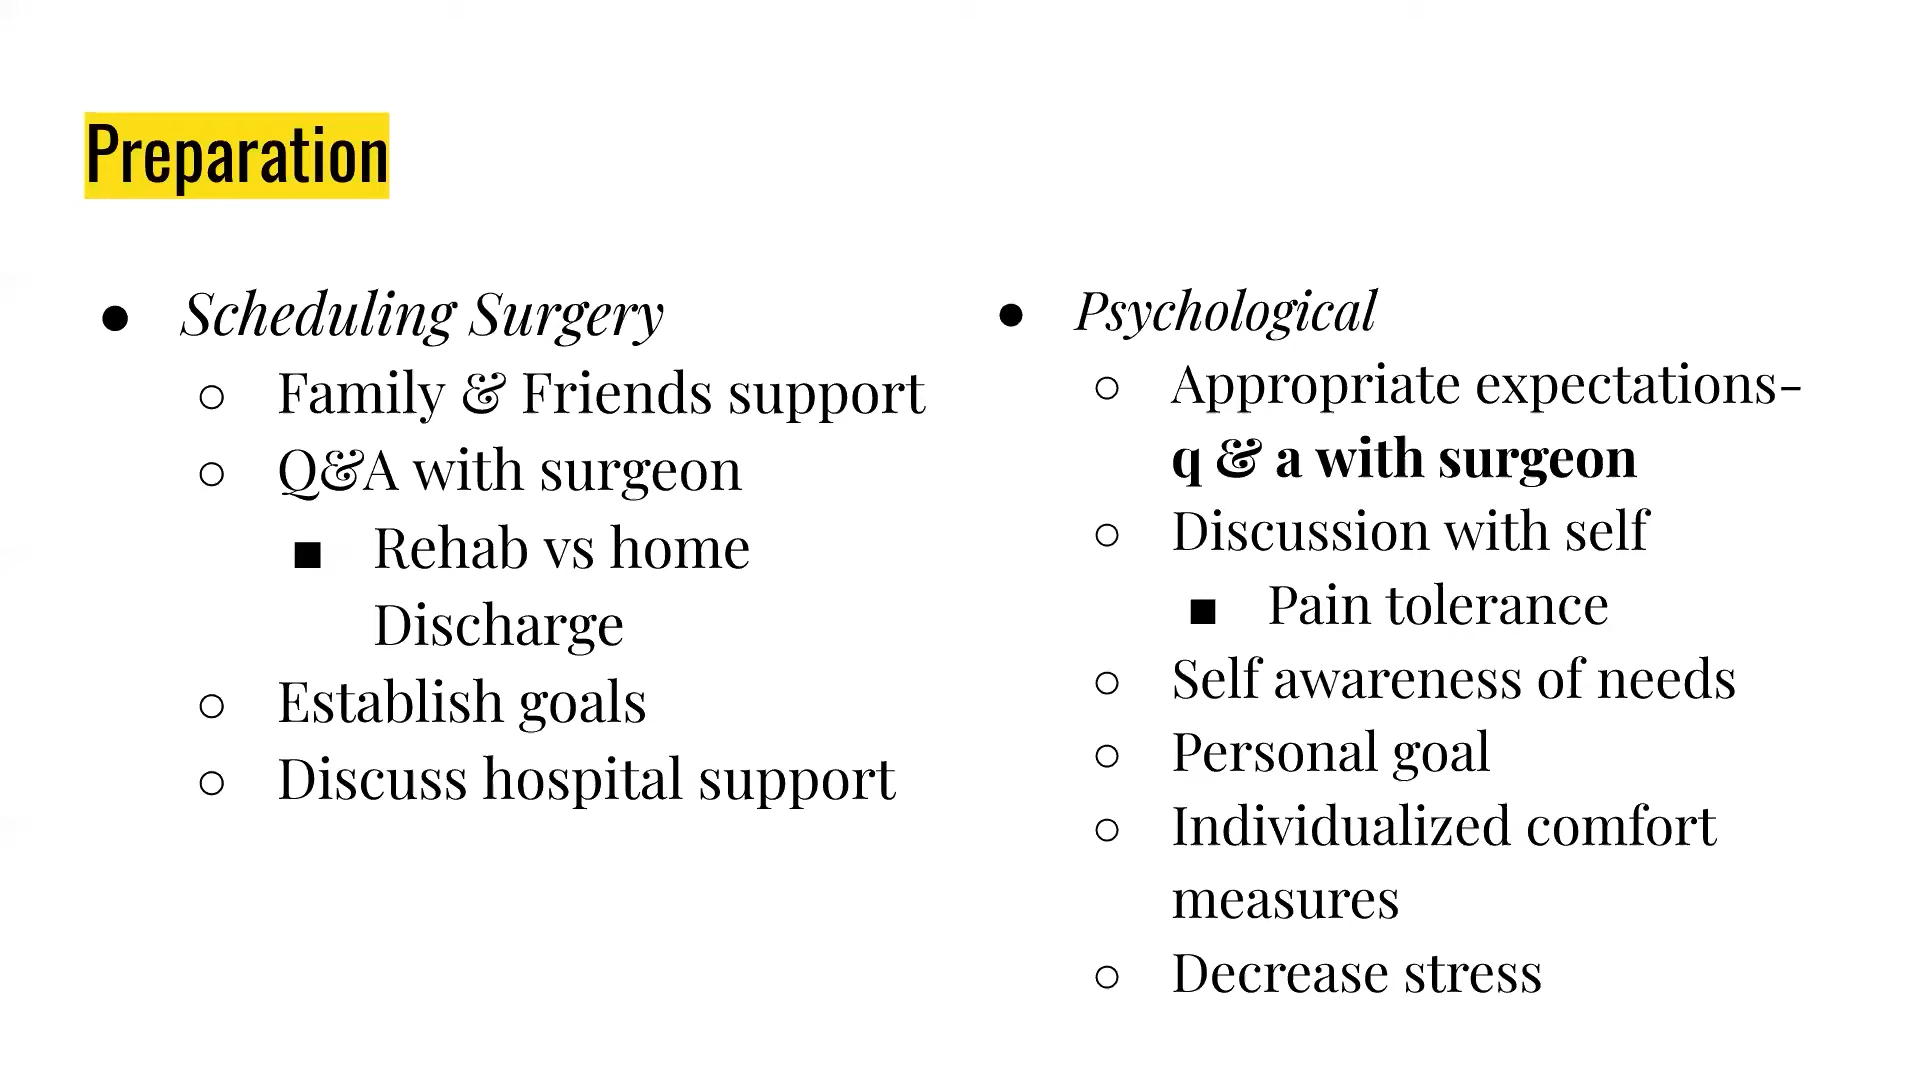 Preparation
● Scheduling Surgery
○ Family & Friends support
○ Q&A with surgeon
■ Rehab vs home
Discharge
○ Establish goals
○ Discuss hospital support
● Psychological
○ Appropriate expectations-
q & a with surgeon
○ Discussion with self
■ Pain tolerance
○ Self awareness of needs
○ Personal goal
○ Individualized comfort
measures
○ Decrease stress